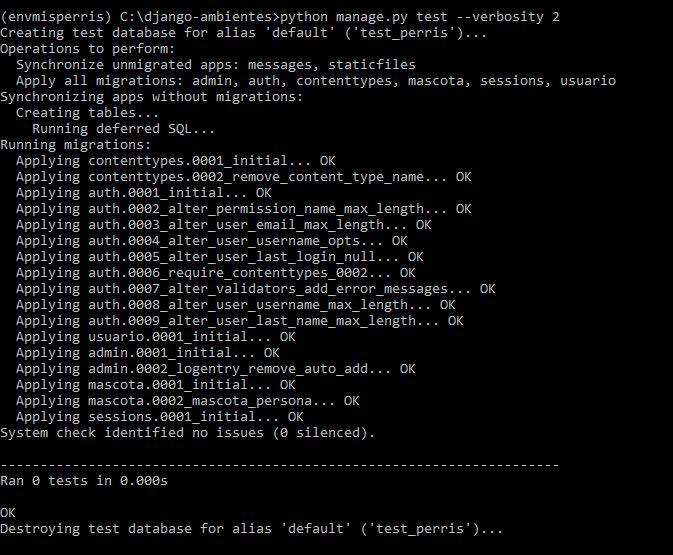 (envmisperris) C:\django-ambientes>python manage.py test --verbosity 2
Creating test database for alias 'default' ('test_perris')...
Operations to perform:
  Synchronize unmigrated apps: messages, staticfiles
  Apply all migrations: admin, auth, contenttypes, mascota, sessions, usuario
Synchronizing apps without migrations:
  Creating tables...
    Running deferred SQL...
Running migrations:
  Applying contenttypes.0001_initial... OK
  Applying contenttypes.0002_remove_content_type_name... OK
  Applying auth.0001_initial... OK
  Applying auth.0002_alter_permission_name_max_length... OK
  Applying auth.0003_alter_user_email_max_length... OK
  Applying auth.0004_alter_user_username_opts... OK
  Applying auth.0005_alter_user_last_login_null... OK
  Applying auth.0006_require_contenttypes_0002... OK
  Applying auth.0007_alter_validators_add_error_messages... OK
  Applying auth.0008_alter_user_username_max_length... OK
  Applying auth.0009_alter_user_last_name_max_length... OK
  Applying usuario.0001_initial... OK
  Applying admin.0001_initial... OK
  Applying admin.0002_logentry_remove_auto_add... OK
  Applying mascota.0001_initial... OK
  Applying mascota.0002_mascota_persona... OK
  Applying sessions.0001_initial... OK
System check identified no issues (0 silenced).
----------------------------------------------------------------------
Ran 0 tests in 0.000s
OK
Destroying test database for alias 'default' ('test_perris')...